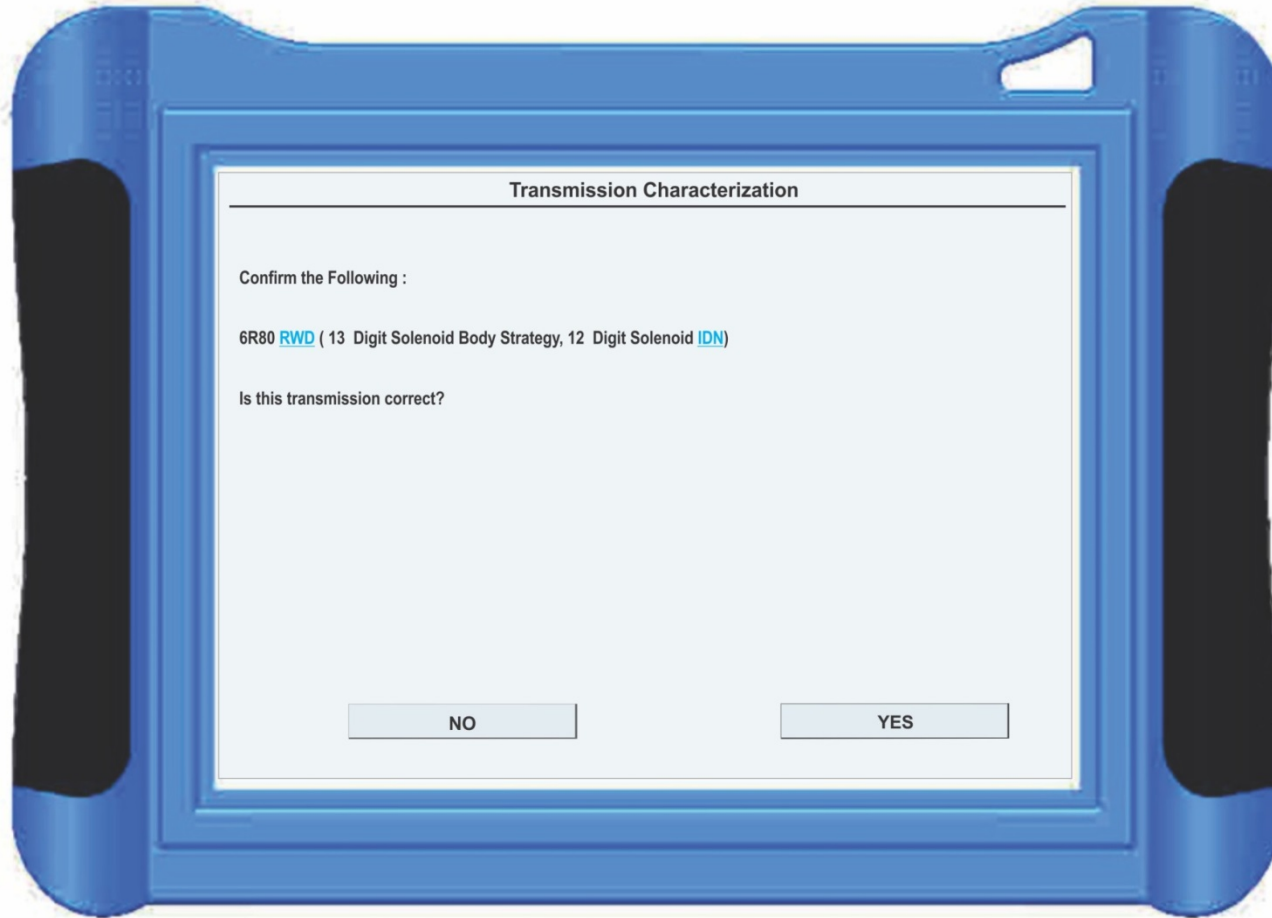 Transmission Characterization
Confirm the Following :
6R80 RWD ( 13 Digit Solenoid Body Strategy, 12 Digit Solenoid IDN)
Is this transmission correct?
NO
YES